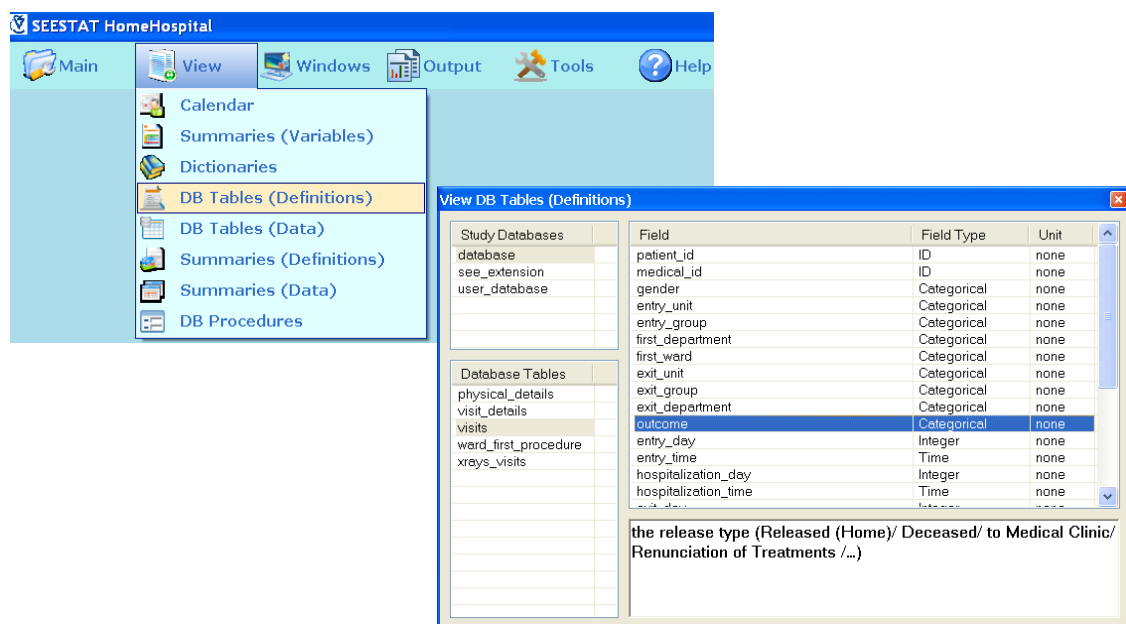 SEESTAT HomeHospital
Main View Windows Output Tools Help
Calendar
Summaries (Variables)
Dictionaries
DB Tables (Definitions)
DB Tables (Data)
Summaries (Definitions)
Summaries (Data)
DB Procedures
View DB Tables (Definitions)
Study Databases
database
see_extension
user_database
Database Tables
physical_details
visit_details
visits
ward_first_procedure
xrays_visits
Field Field Type Unit
patient_id ID none
medical_id ID none
gender Categorical none
entry_unit Categorical none
entry_group Categorical none
first_department Categorical none
first_ward Categorical none
exit_unit Categorical none
exit_group Categorical none
exit_department Categorical none
outcome Categorical none
entry_day Integer none
entry_time Time none
hospitalization_day Integer none
hospitalization_time Time none
the release type (Released (Home)/ Deceased/ to Medical Clinic/
Renunciation of Treatments /...)